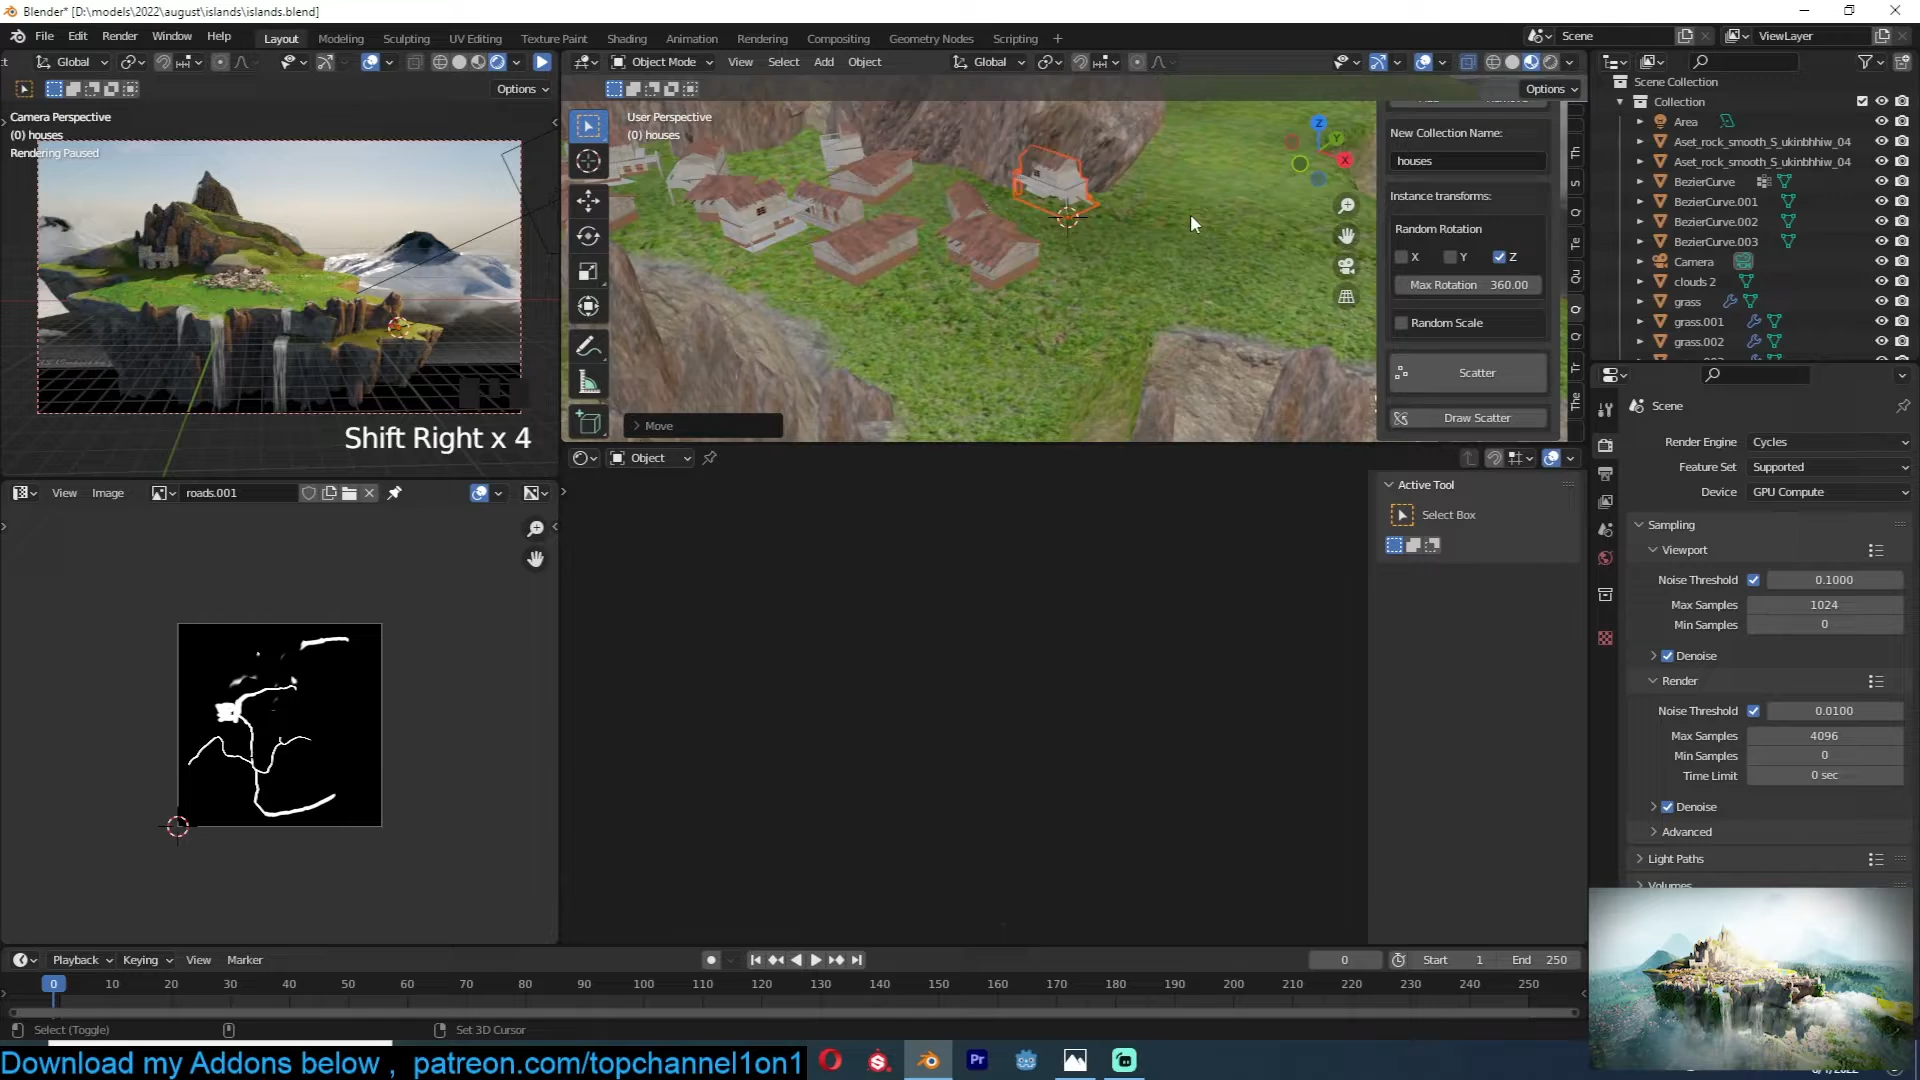 Blender* [D:\models\2022\august\islands\islands.blend]
File Edit Render Window Help Layout Modeling Sculpting UV Editing Texture Paint Shading Animation Rendering Compositing Geometry Nodes Scripting + Scene ViewLayer
Global Object Mode View Select Add Object Global
Options Options
Scene Collection
Collection
Area
Aset_rock_smooth_S_ukinbhhiw_04
Aset_rock_smooth_S_ukinbhhiw_04
BezierCurve
BezierCurve.001
BezierCurve.002
BezierCurve.003
Camera
clouds 2
grass
grass.001
grass.002
Camera Perspective
(0) houses
Rendering Paused
Shift Right x 4
User Perspective
(0) houses
Z
Y
X
Move
New Collection Name:
houses
Instance transforms:
Random Rotation
X Y Z
Max Rotation 360.00
Random Scale
Scatter
Draw Scatter
Th
S
Q
Te
Qu
Q
Q
Tr
The
View Image roads.001
Object
Active Tool
Select Box
Scene
Render Engine Cycles
Feature Set Supported
Device GPU Compute
Sampling
Viewport
Noise Threshold 0.1000
Max Samples 1024
Min Samples 0
Denoise
Render
Noise Threshold 0.0100
Max Samples 4096
Min Samples 0
Time Limit 0 sec
Denoise
Advanced
Light Paths
Volumes
Playback Keying View Marker 0 Start 1 End 250
0 10 20 30 40 50 60 70 80 90 100 110 120 130 140 150 160 170 180 190 200 210 220 230 240 250
Select (Toggle) Set 3D Cursor
Download my Addons below , patreon.com/topchannel1on1
Pr